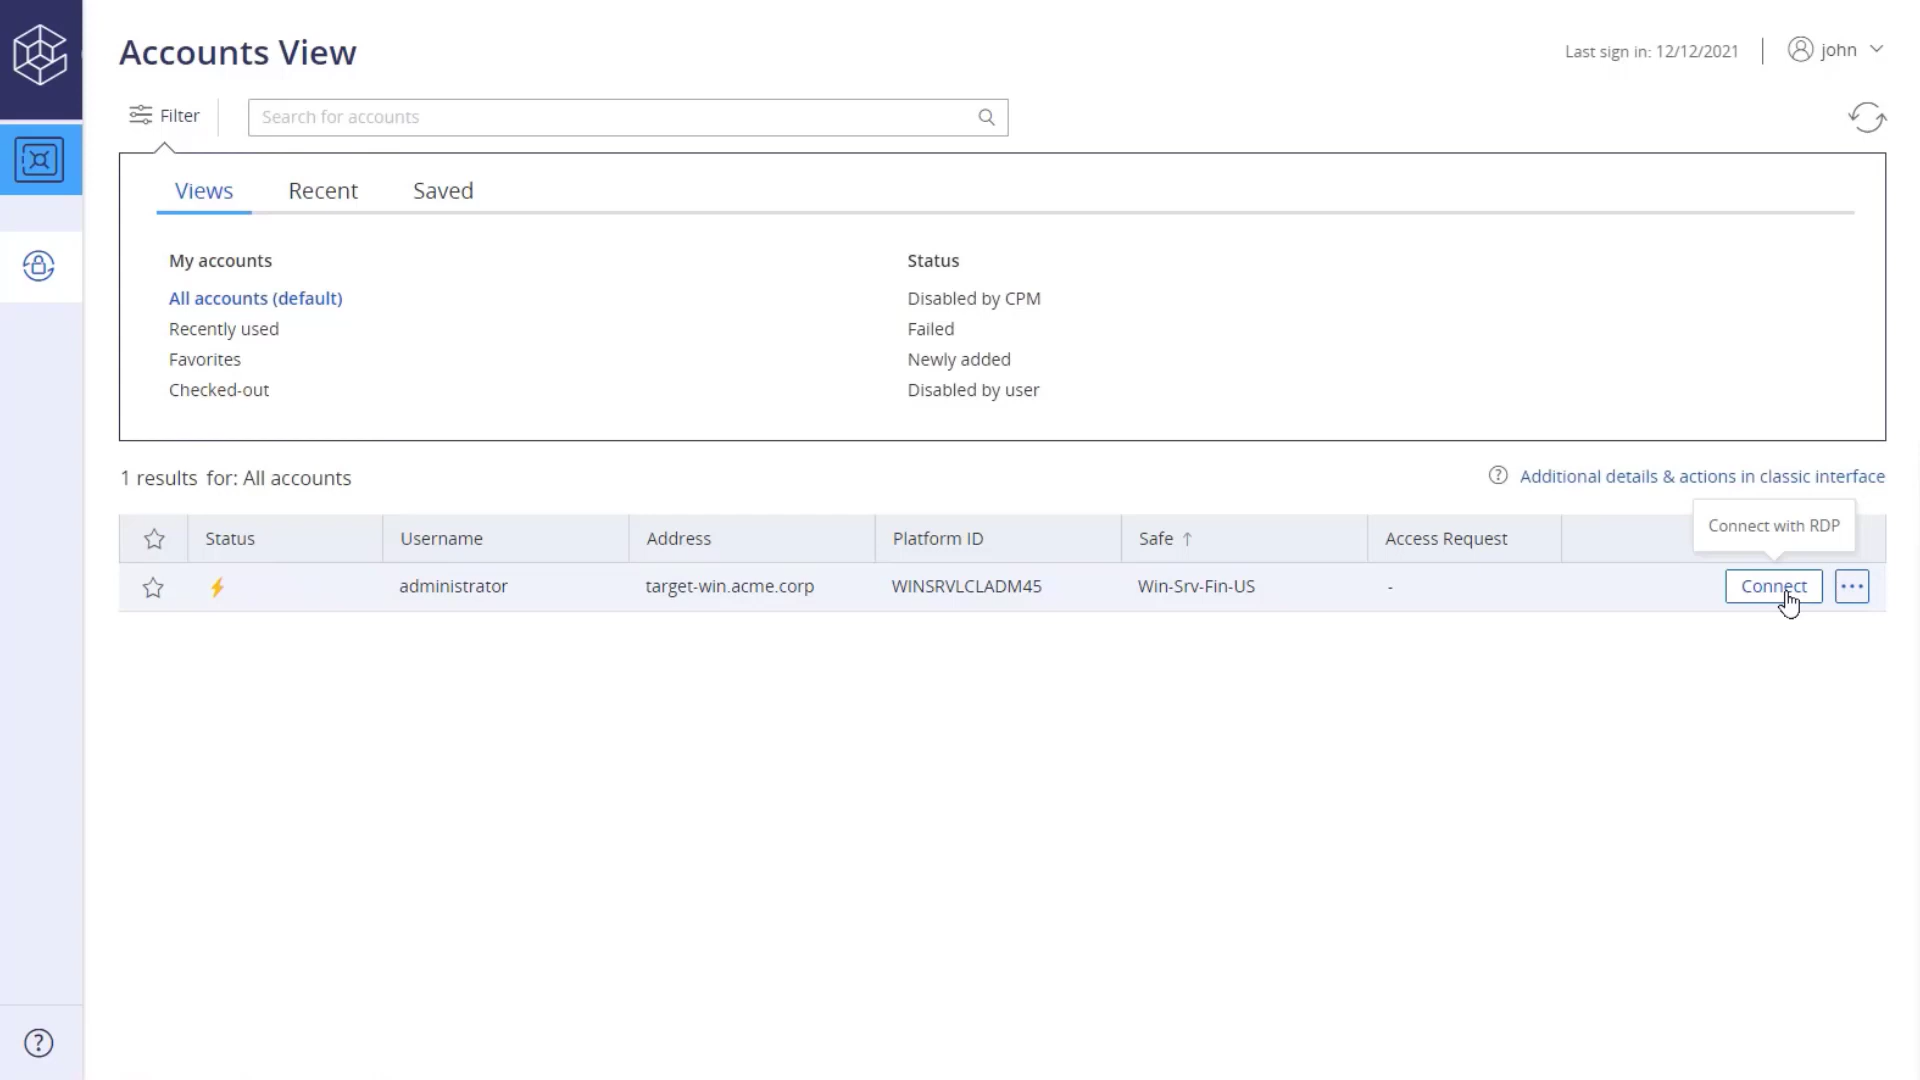 Accounts View
Last sign in: 12/12/2021
john
Filter
Search for accounts
Views Recent Saved
My accounts
All accounts (default)
Recently used
Favorites
Checked-out
Status
Disabled by CPM
Failed
Newly added
Disabled by user
1 results for: All accounts
? Additional details & actions in classic interface
Connect with RDP
Status Username Address Platform ID Safe ↑ Access Request
administrator target-win.acme.corp WINSRVLCLADM45 Win-Srv-Fin-US - Connect ...
?